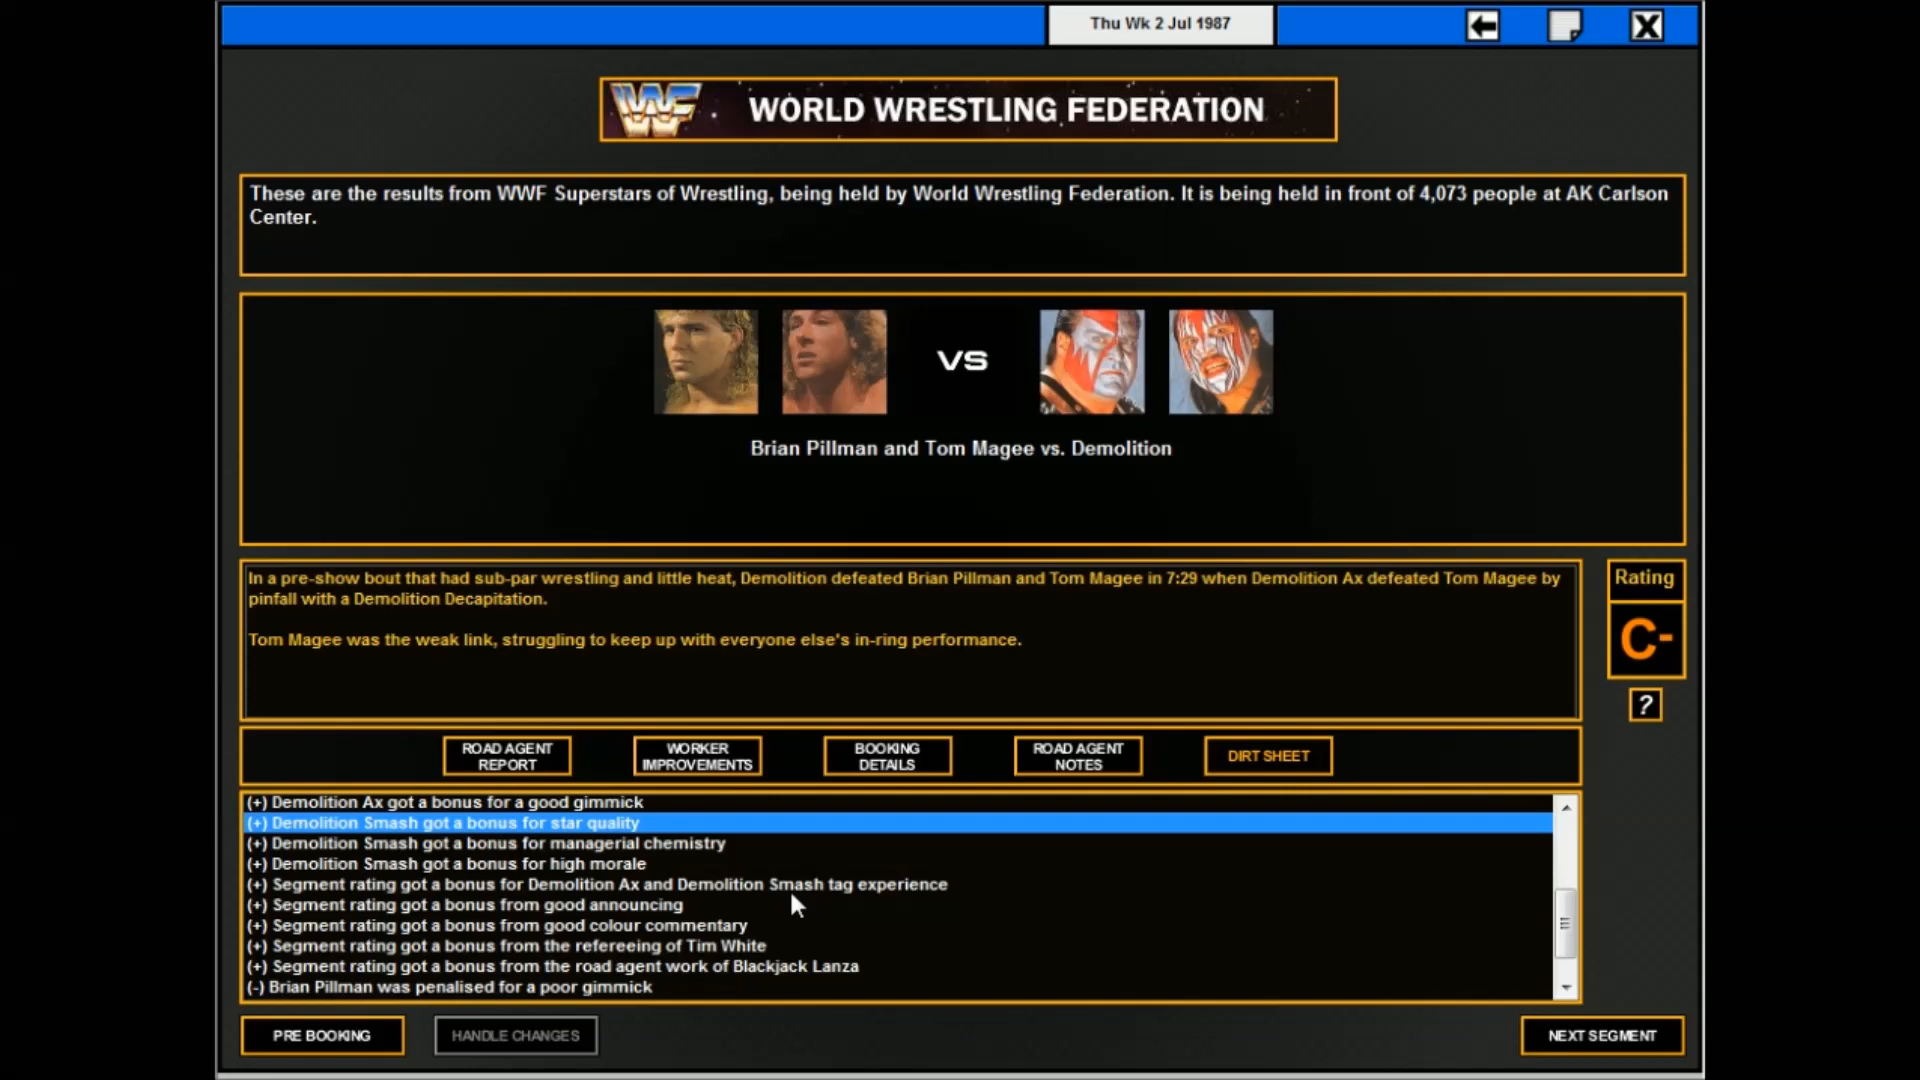 Thu Wk 2 Jul 1987
WF
WORLD WRESTLING FEDERATION
These are the results from WWF Superstars of Wrestling, being held by World Wrestling Federation. It is being held in front of 4,073 people at AK Carlson
Center.
VS
Brian Pillman and Tom Magee vs. Demolition
In a pre-show bout that had sub-par wrestling and little heat, Demolition defeated Brian Pillman and Tom Magee in 7:29 when Demolition Ax defeated Tom Magee by
pinfall with a Demolition Decapitation.
Tom Magee was the weak link, struggling to keep up with everyone else's in-ring performance.
Rating
C-
?
ROAD AGENT
REPORT
WORKER
IMPROVEMENTS
BOOKING
DETAILS
ROAD AGENT
NOTES
DIRT SHEET
(+) Demolition Ax got a bonus for a good gimmick
(+) Demolition Smash got a bonus for star quality
(+) Demolition Smash got a bonus for managerial chemistry
(+) Demolition Smash got a bonus for high morale
(+) Segment rating got a bonus for Demolition Ax and Demolition Smash tag experience
(+) Segment rating got a bonus from good announcing
(+) Segment rating got a bonus from good colour commentary
(+) Segment rating got a bonus from the refereeing of Tim White
(+) Segment rating got a bonus from the road agent work of Blackjack Lanza
(-) Brian Pillman was penalised for a poor gimmick
PRE BOOKING
HANDLE CHANGES
NEXT SEGMENT